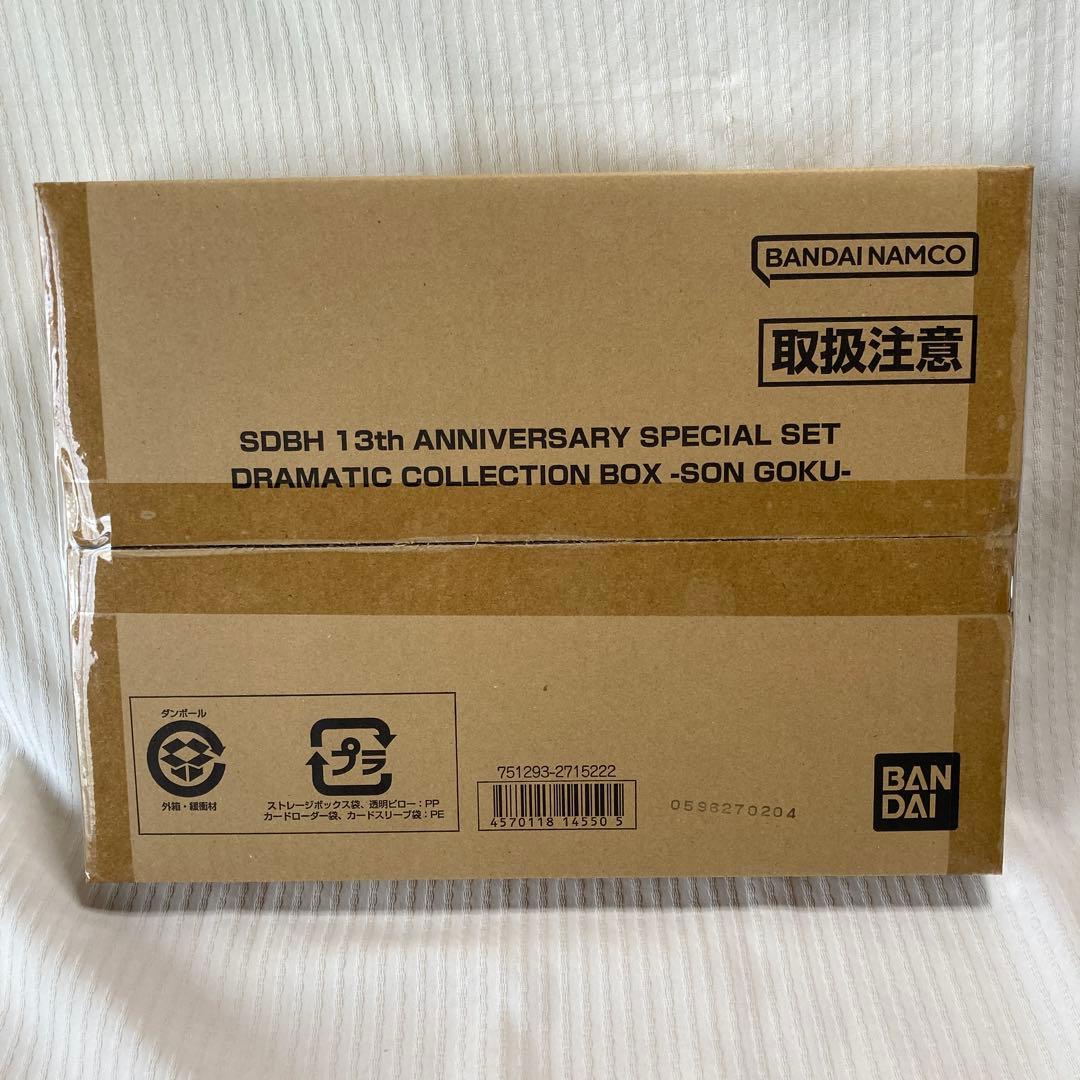 BANDAI NAMCO
取扱注意
SDBH 13th ANNIVERSARY SPECIAL SET
DRAMATIC COLLECTION BOX -SON GOKU-
ダンボール
外箱・緩衝材
プラ
ストレージボックス袋、透明ピロー：PP
カードローダー袋、カードスリーブ袋：PE
751293-2715222
4570118 14550 5
0596270204
BAN
DAI